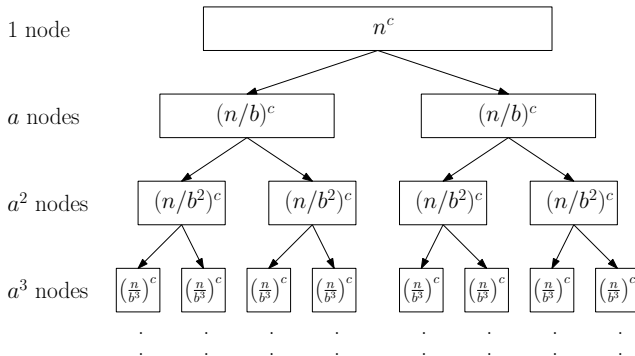 1 node n^c
a nodes (n/b)^c (n/b)^c
a^2 nodes (n/b^2)^c (n/b^2)^c (n/b^2)^c (n/b^2)^c
a^3 nodes (n/b^3)^c (n/b^3)^c (n/b^3)^c (n/b^3)^c (n/b^3)^c (n/b^3)^c (n/b^3)^c (n/b^3)^c
. . . . . . . .
. . . . . . . .